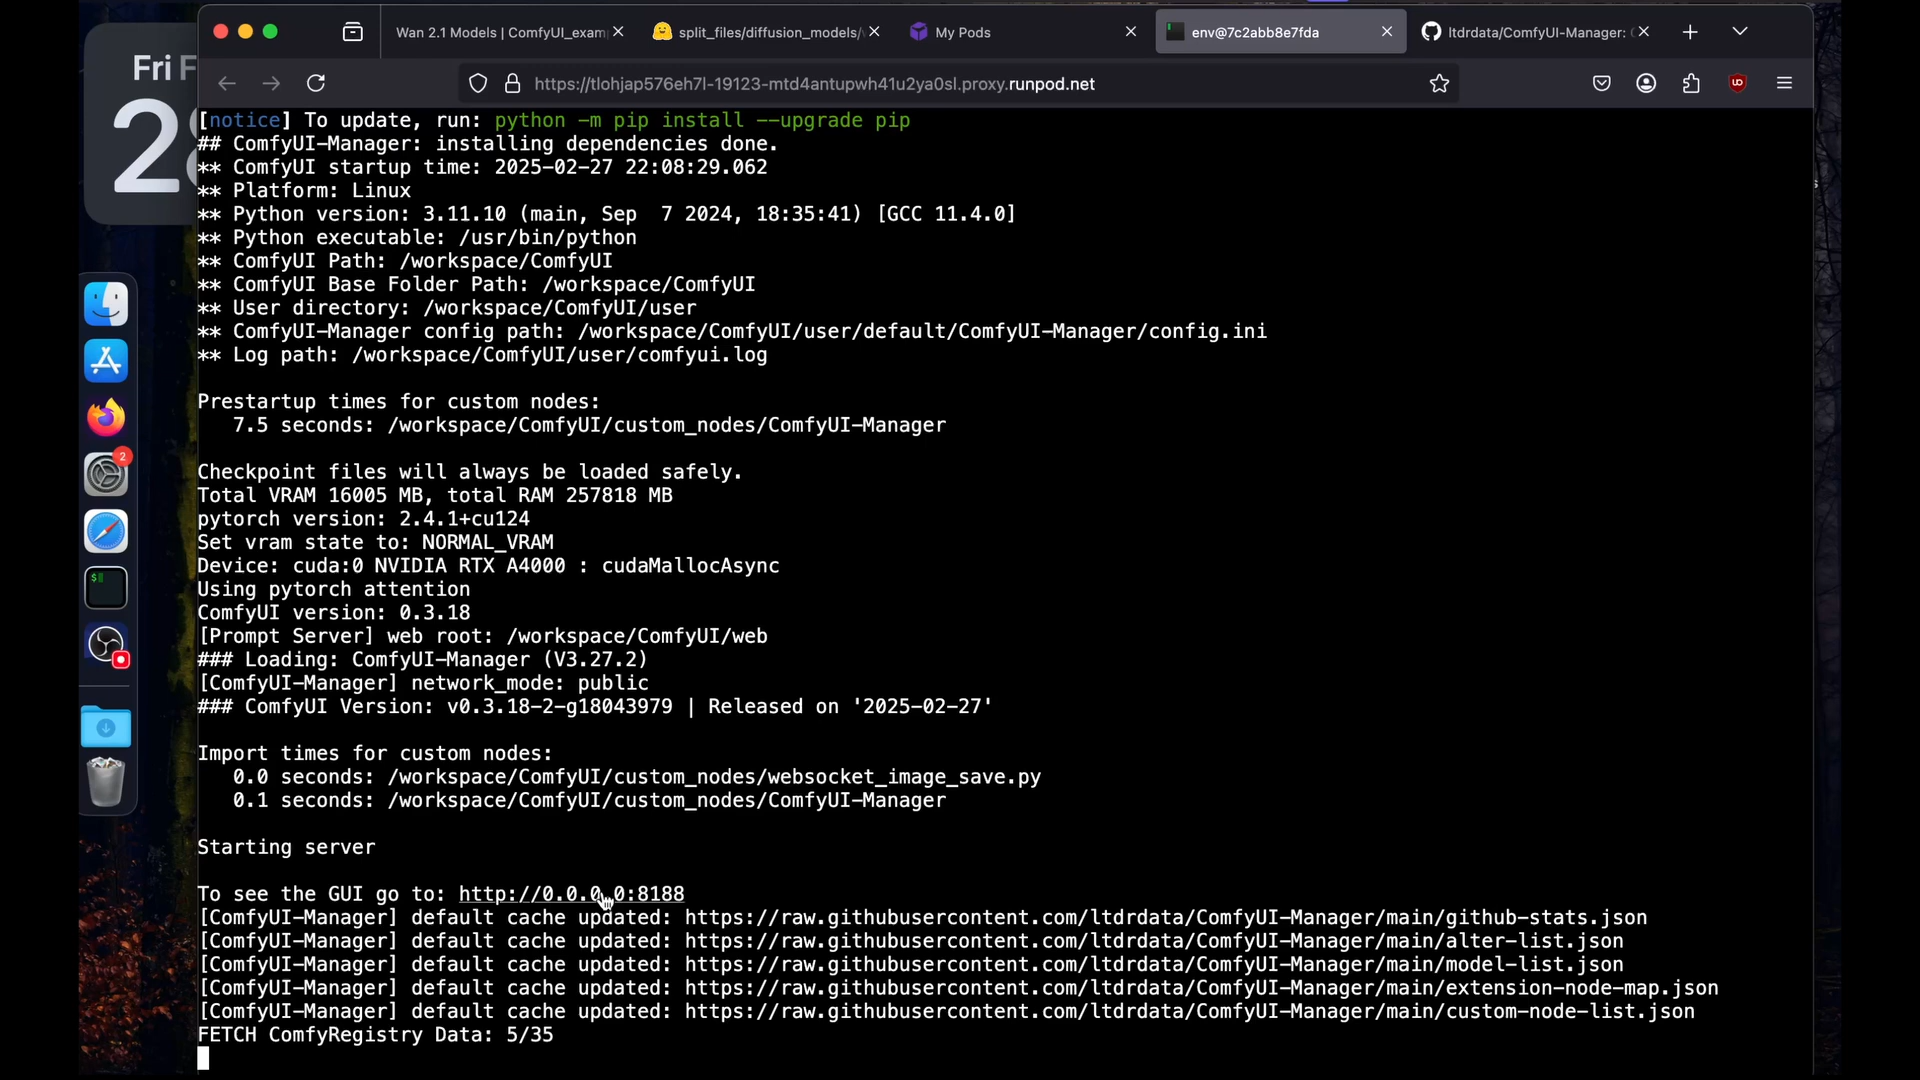 Fri F
28
2
$
Wan 2.1 Models | ComfyUI_exam
split_files/diffusion_models/
My Pods
env@7c2abb8e7fda
ltdrdata/ComfyUI-Manager: 
https://tlohjap576eh7l-19123-mtd4antupwh41u2ya0sl.proxy.runpod.net
[notice] To update, run: python -m pip install --upgrade pip
## ComfyUI-Manager: installing dependencies done.
** ComfyUI startup time: 2025-02-27 22:08:29.062
** Platform: Linux
** Python version: 3.11.10 (main, Sep  7 2024, 18:35:41) [GCC 11.4.0]
** Python executable: /usr/bin/python
** ComfyUI Path: /workspace/ComfyUI
** ComfyUI Base Folder Path: /workspace/ComfyUI
** User directory: /workspace/ComfyUI/user
** ComfyUI-Manager config path: /workspace/ComfyUI/user/default/ComfyUI-Manager/config.ini
** Log path: /workspace/ComfyUI/user/comfyui.log
Prestartup times for custom nodes:
7.5 seconds: /workspace/ComfyUI/custom_nodes/ComfyUI-Manager
Checkpoint files will always be loaded safely.
Total VRAM 16005 MB, total RAM 257818 MB
pytorch version: 2.4.1+cu124
Set vram state to: NORMAL_VRAM
Device: cuda:0 NVIDIA RTX A4000 : cudaMallocAsync
Using pytorch attention
ComfyUI version: 0.3.18
[Prompt Server] web root: /workspace/ComfyUI/web
### Loading: ComfyUI-Manager (V3.27.2)
[ComfyUI-Manager] network_mode: public
### ComfyUI Version: v0.3.18-2-g18043979 | Released on '2025-02-27'
Import times for custom nodes:
0.0 seconds: /workspace/ComfyUI/custom_nodes/websocket_image_save.py
0.1 seconds: /workspace/ComfyUI/custom_nodes/ComfyUI-Manager
Starting server
To see the GUI go to: http://0.0.0.0:8188
[ComfyUI-Manager] default cache updated: https://raw.githubusercontent.com/ltdrdata/ComfyUI-Manager/main/github-stats.json
[ComfyUI-Manager] default cache updated: https://raw.githubusercontent.com/ltdrdata/ComfyUI-Manager/main/alter-list.json
[ComfyUI-Manager] default cache updated: https://raw.githubusercontent.com/ltdrdata/ComfyUI-Manager/main/model-list.json
[ComfyUI-Manager] default cache updated: https://raw.githubusercontent.com/ltdrdata/ComfyUI-Manager/main/extension-node-map.json
[ComfyUI-Manager] default cache updated: https://raw.githubusercontent.com/ltdrdata/ComfyUI-Manager/main/custom-node-list.json
FETCH ComfyRegistry Data: 5/35